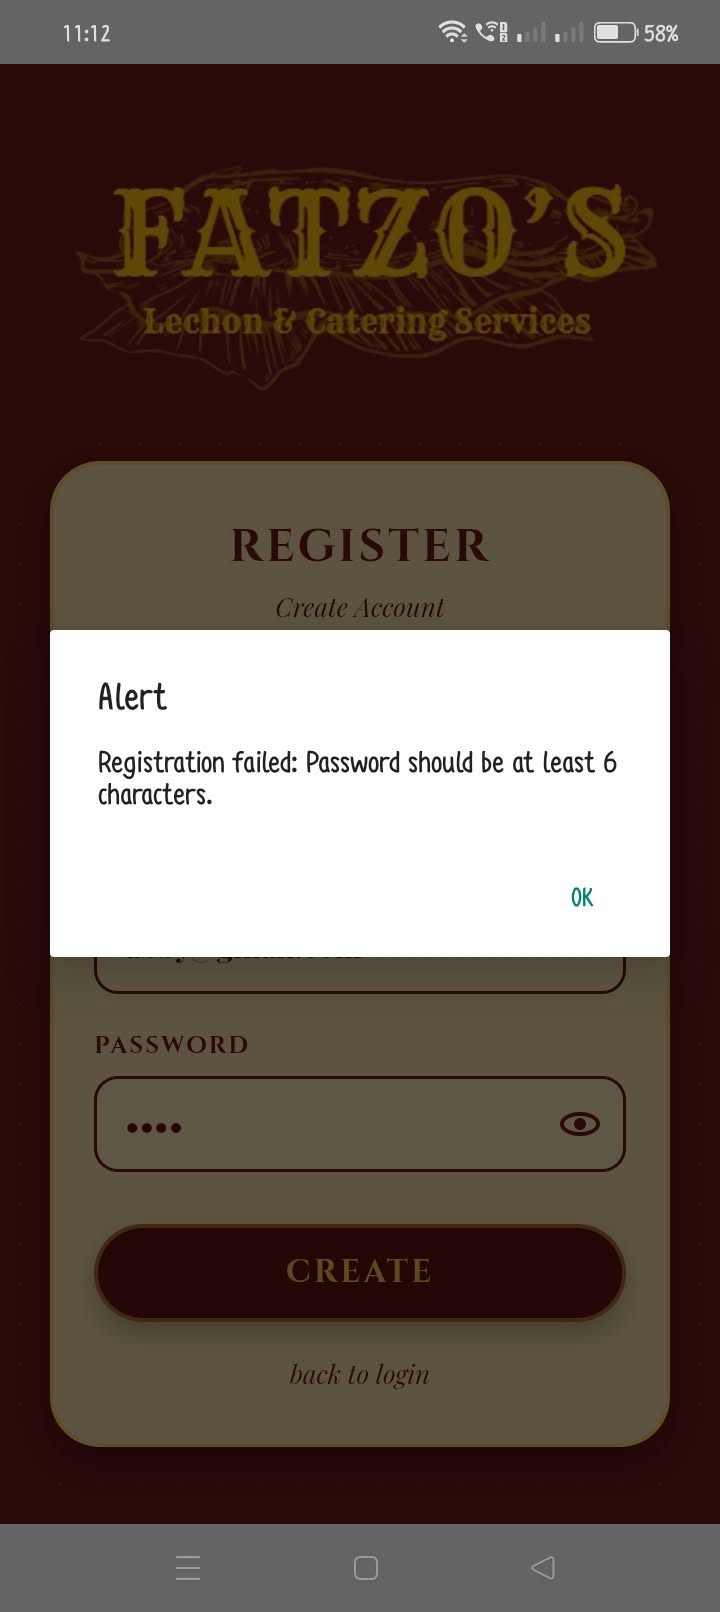 11:12
58%
FATZO'S
Lechon & Catering Services
REGISTER
Create Account
Alert
Registration failed: Password should be at least 6
characters.
OK
PASSWORD
CREATE
back to login